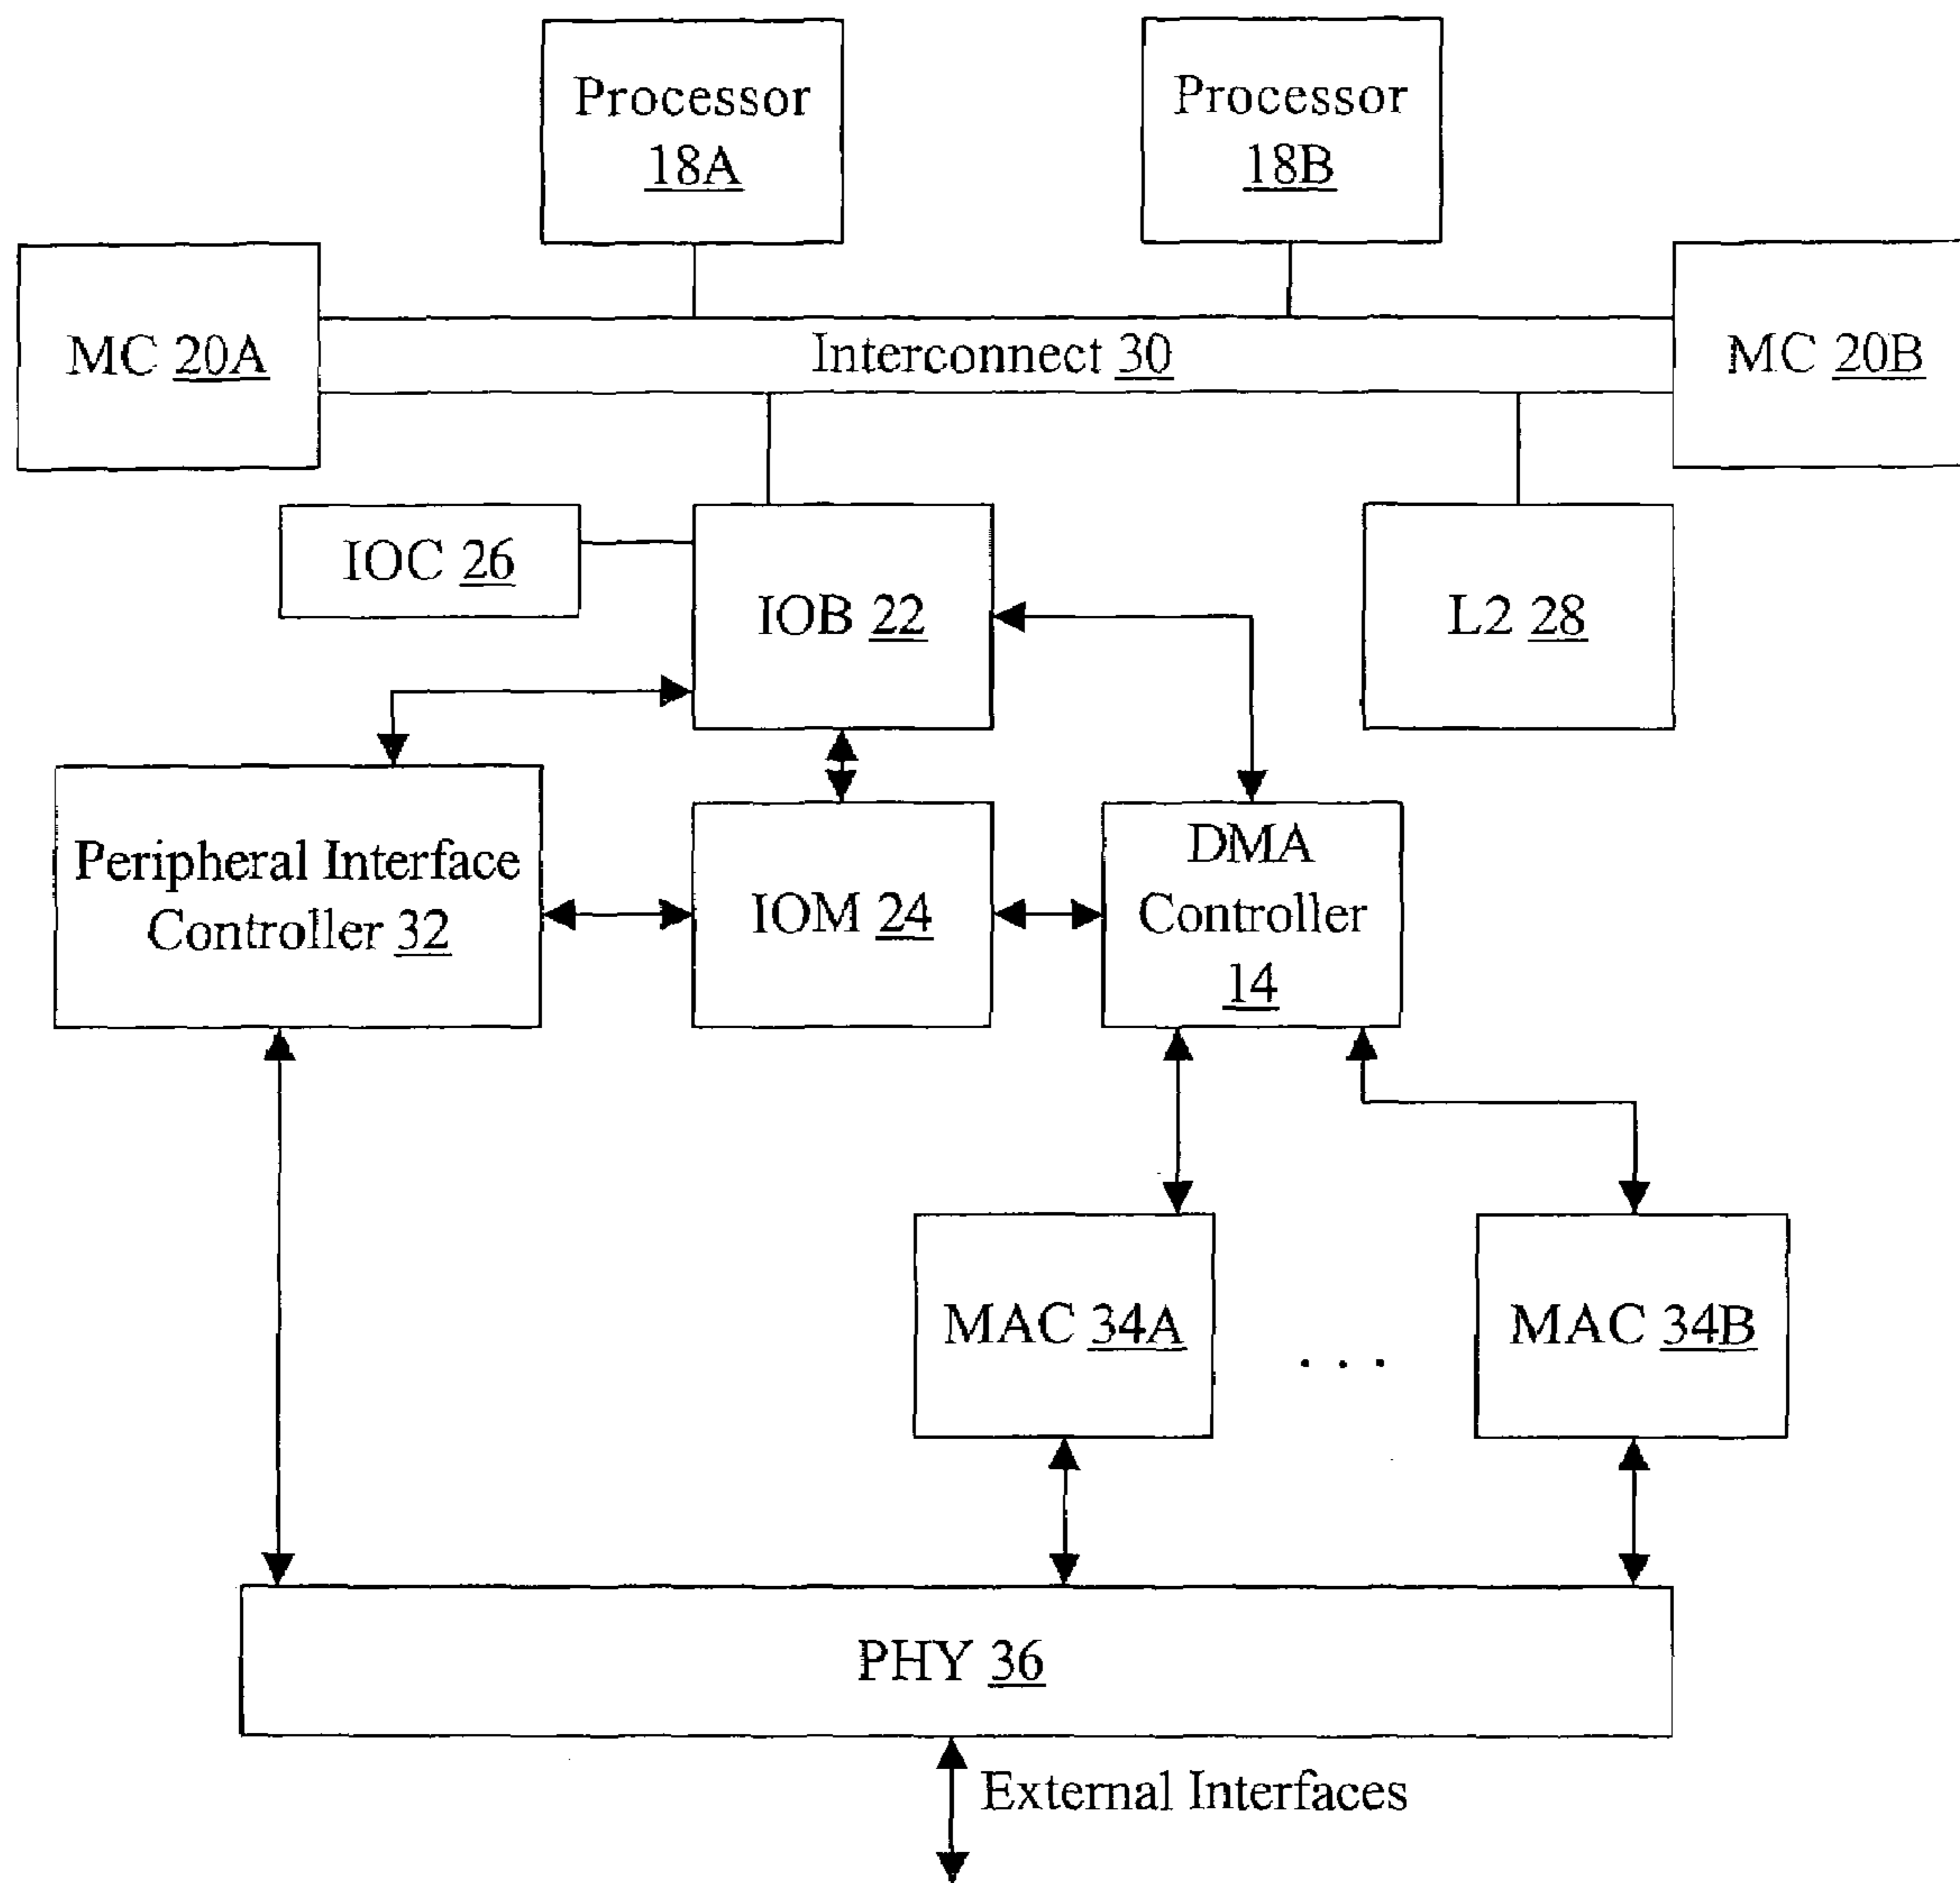 Processor
18A
Processor
18B
MC 20A
Interconnect 30
MC 20B
IOC 26
IOB 22
L2 28
Peripheral Interface
Controller 32
IOM 24
DMA
Controller
14
MAC 34A
. . .
MAC 34B
PHY 36
External Interfaces